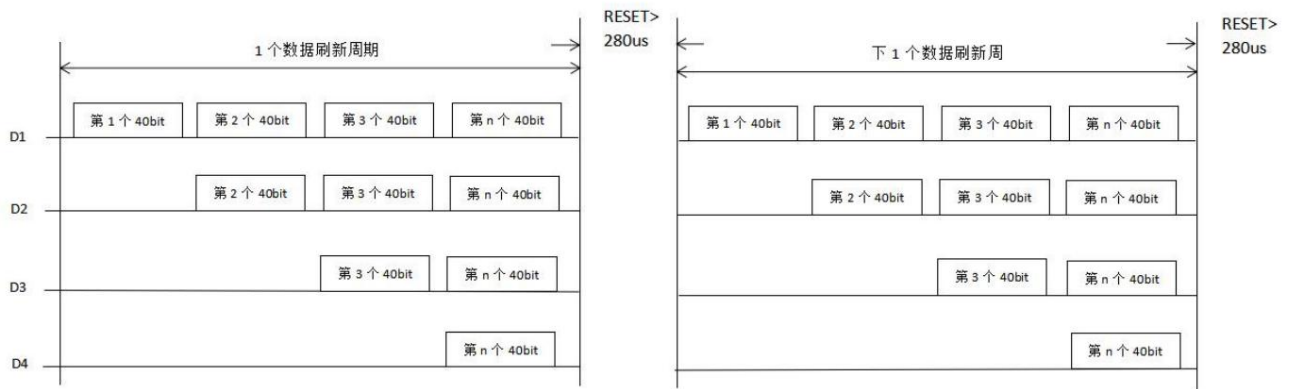 RESET>
280us
1 个数据刷新周期
RESET>
280us
下 1 个数据刷新周
D1
第 1 个 40bit
第 2 个 40bit
第 3 个 40bit
第 n 个 40bit
第 1 个 40bit
第 2 个 40bit
第 3 个 40bit
第 n 个 40bit
D2
第 2 个 40bit
第 3 个 40bit
第 n 个 40bit
第 2 个 40bit
第 3 个 40bit
第 n 个 40bit
D3
第 3 个 40bit
第 n 个 40bit
第 3 个 40bit
第 n 个 40bit
D4
第 n 个 40bit
第 n 个 40bit